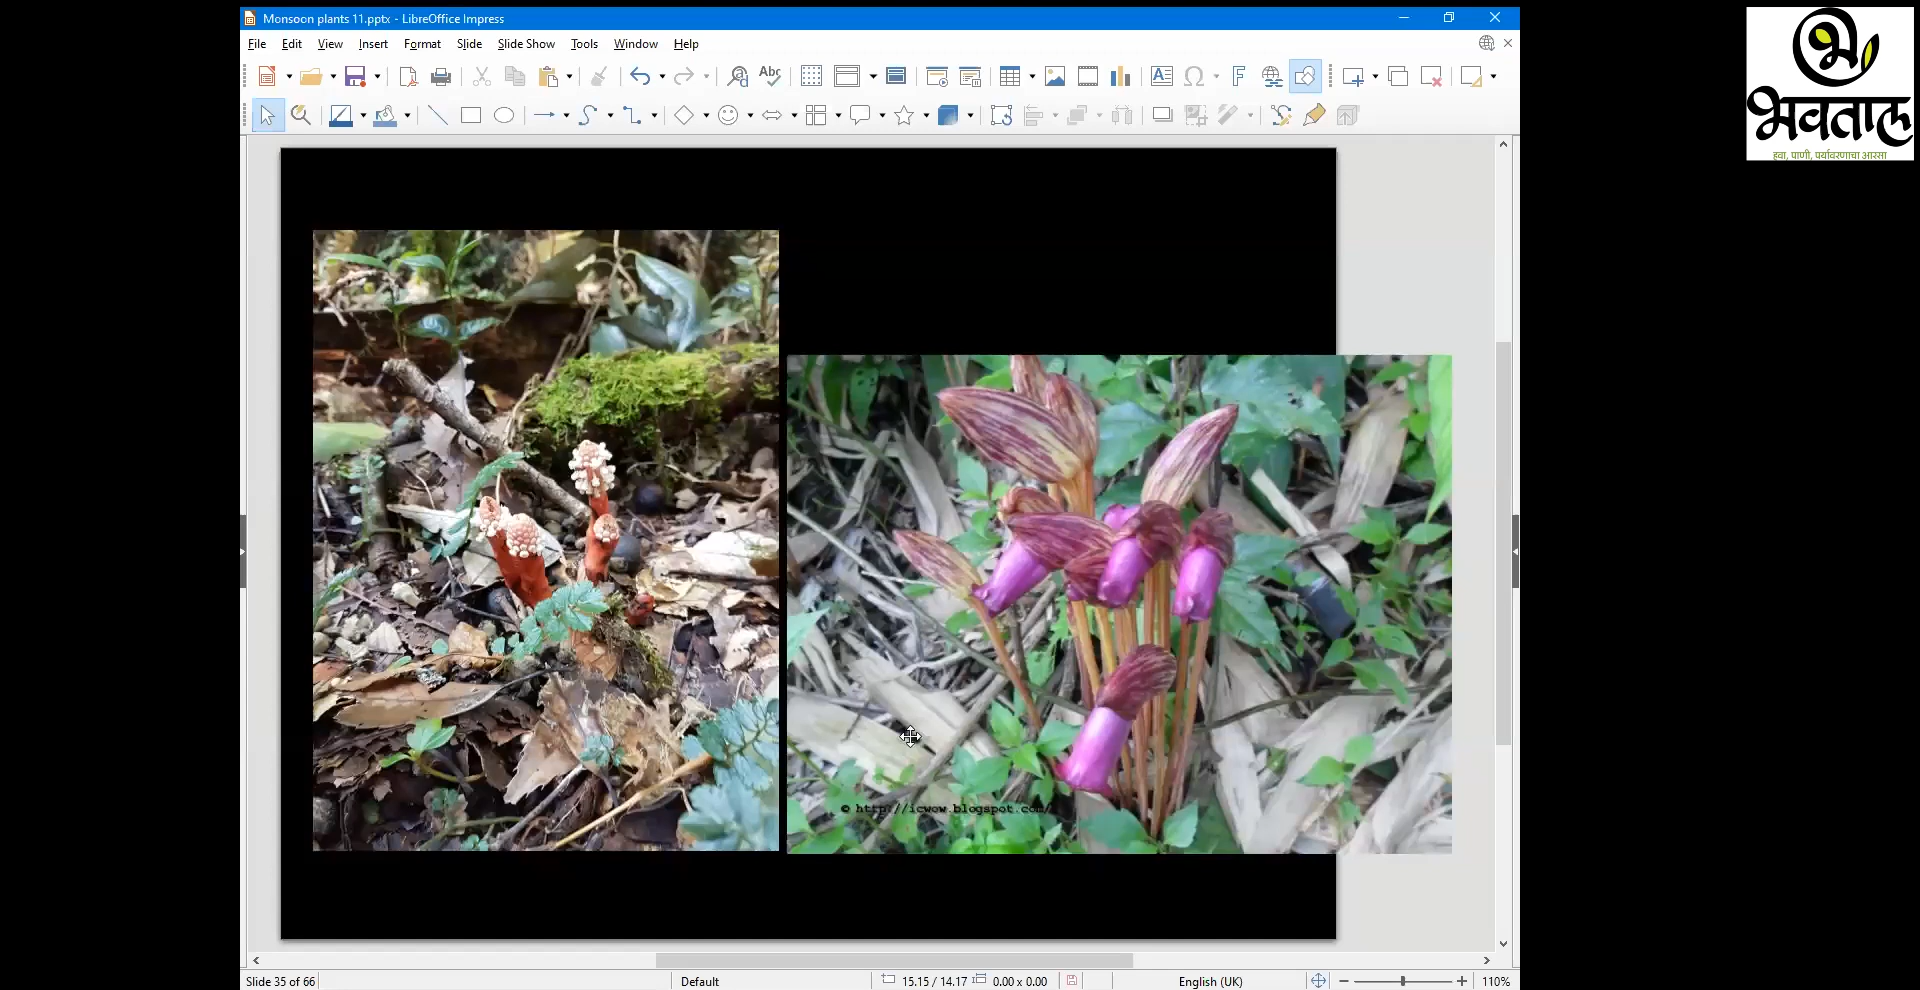 Monsoon plants 11.pptx - LibreOffice Impress
File Edit View Insert Format Slide Slide Show Tools Window Help
भवताल
हवा, पाणी, पर्यावरणाचा आरसा
© http://icwow.blogspot.com/
Slide 35 of 66
Default
15.15 / 14.17
0.00 x 0.00
English (UK)
110%